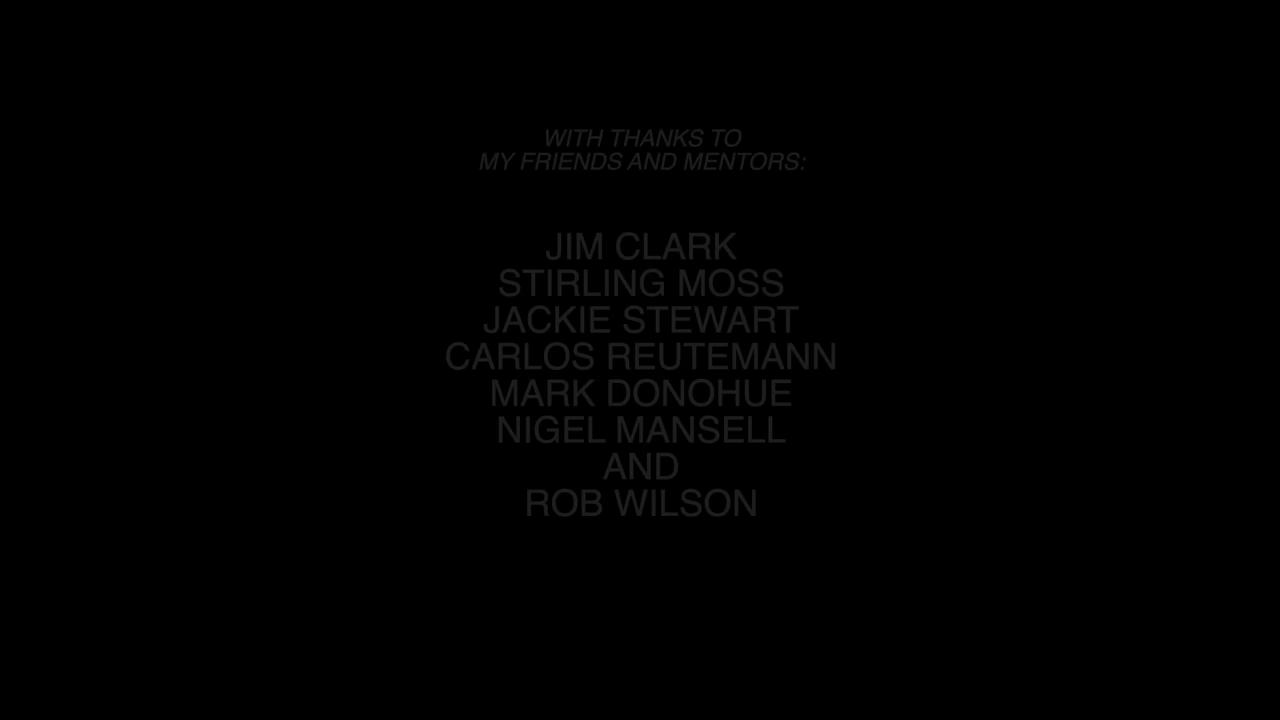 WITH THANKS TO
MY FRIENDS AND MENTORS:
JIM CLARK
STIRLING MOSS
JACKIE STEWART
CARLOS REUTEMANN
MARK DONOHUE
NIGEL MANSELL
AND
ROB WILSON